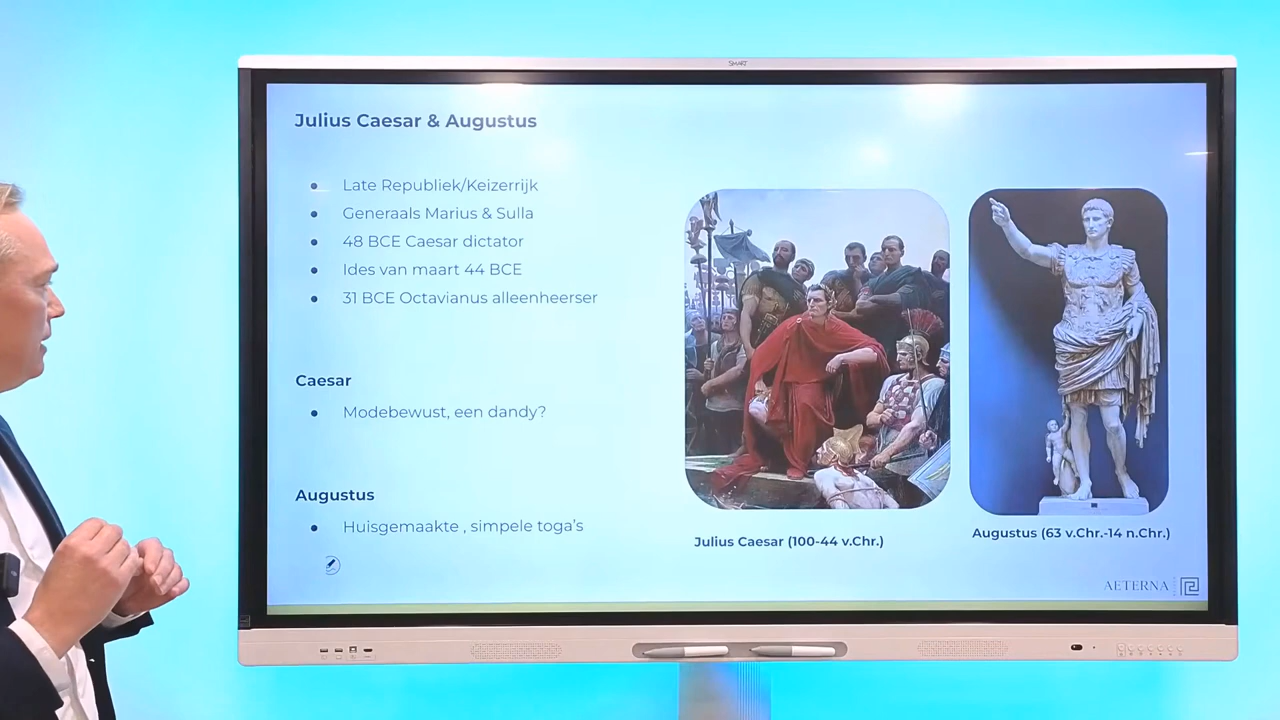 SMART
Julius Caesar & Augustus
Late Republiek/Keizerrijk
Generaals Marius & Sulla
48 BCE Caesar dictator
Ides van maart 44 BCE
31 BCE Octavianus alleenheerser
Caesar
Modebewust, een dandy?
Augustus
Huisgemaakte , simpele toga's
Julius Caesar (100-44 v.Chr.)
Augustus (63 v.Chr.-14 n.Chr.)
AETERNA